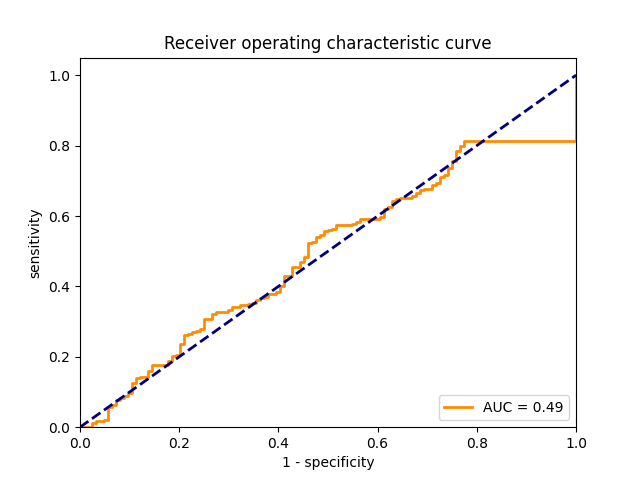 Receiver operating characteristic curve
1.0
0.8
0.6
0.4
0.2
0.0
sensitivity
AUC = 0.49
0.0 0.2 0.4 0.6 0.8 1.0
1 - specificity